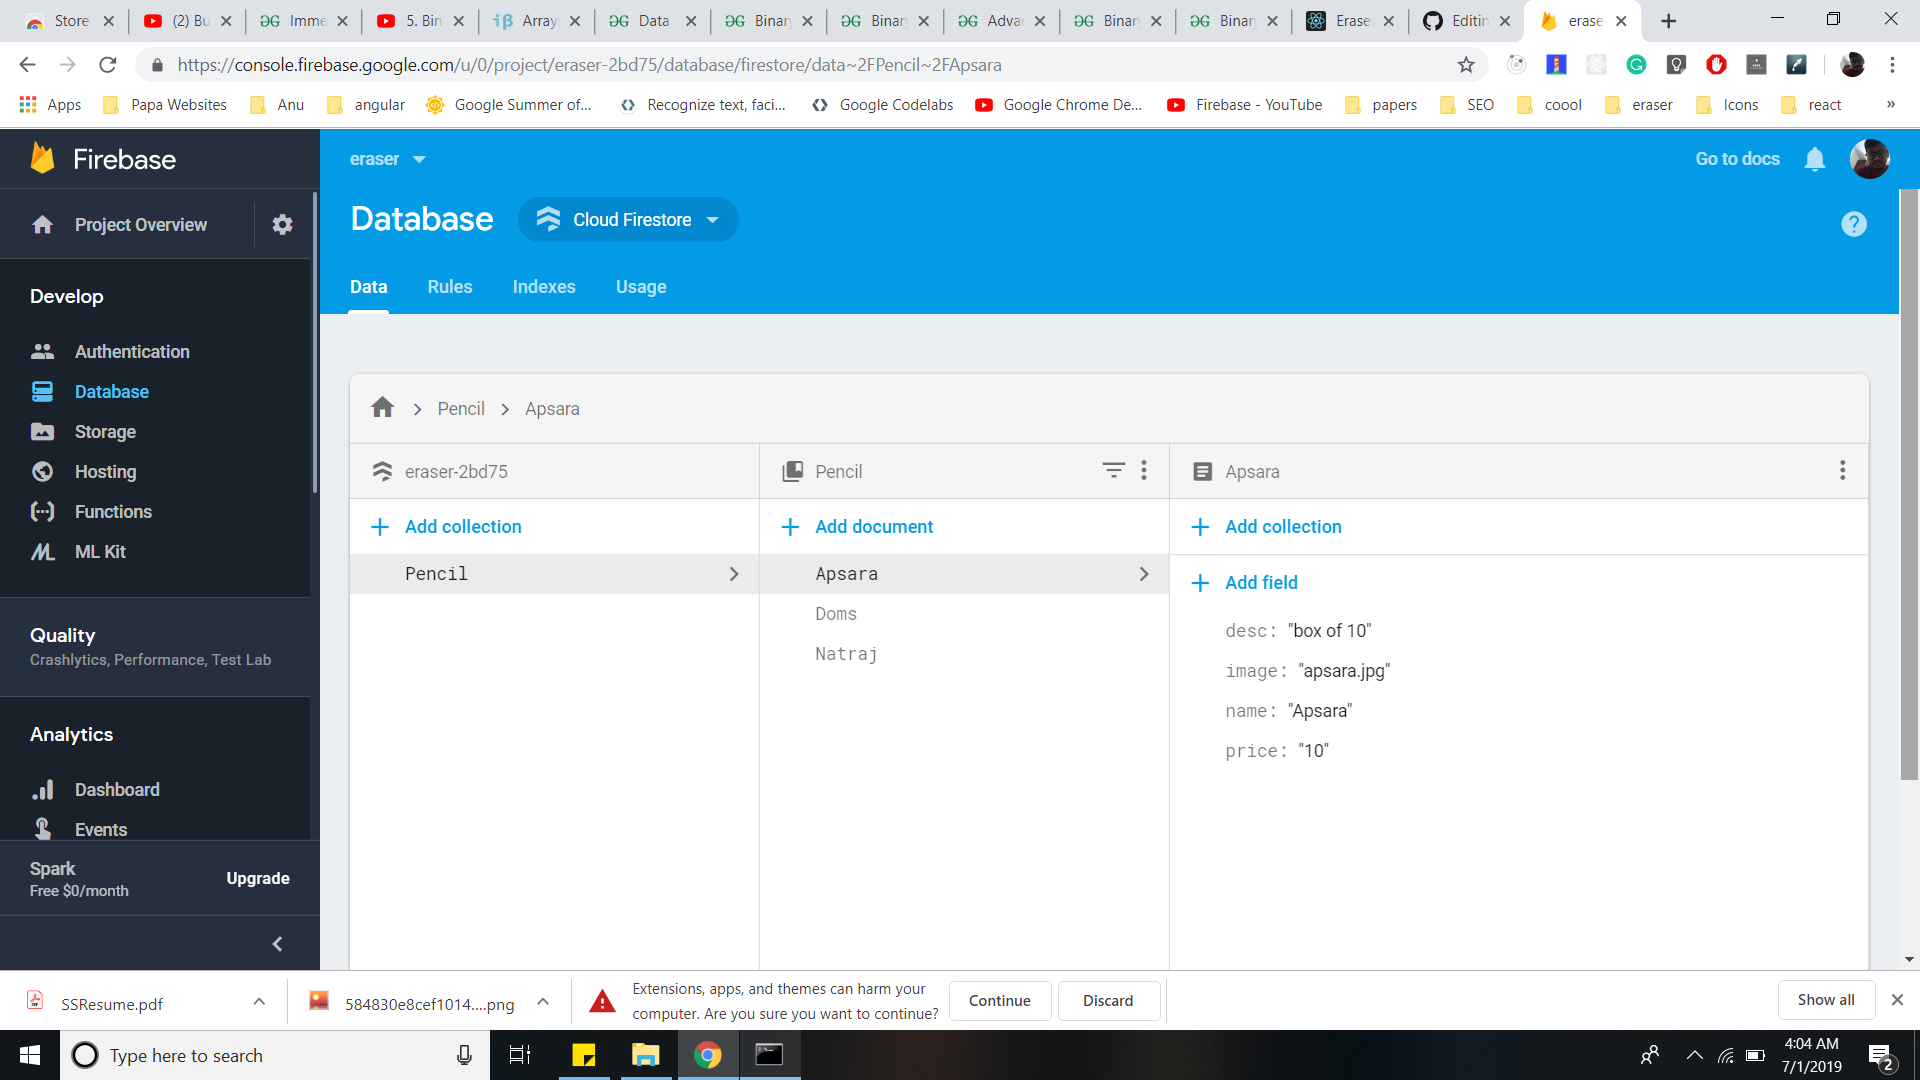 Store
(2) Bu
Imme
5. Bin
Array
Data
Binar
Binar
Adva
Binar
Binar
Erase
Editin
erase
https://console.firebase.google.com/u/0/project/eraser-2bd75/database/firestore/data~2FPencil~2FApsara
Apps
Papa Websites
Anu
angular
Google Summer of...
Recognize text, faci...
Google Codelabs
Google Chrome De...
Firebase - YouTube
papers
SEO
coool
eraser
Icons
react
»
Firebase
eraser
Go to docs
Project Overview
Database
Cloud Firestore
Data
Rules
Indexes
Usage
Develop
Authentication
Database
Storage
Hosting
Functions
ML Kit
Pencil
Apsara
eraser-2bd75
Pencil
Apsara
Add collection
Add document
Add collection
Pencil
Apsara
Doms
Natraj
Add field
desc: "box of 10"
image: "apsara.jpg"
name: "Apsara"
price: "10"
Quality
Crashlytics, Performance, Test Lab
Analytics
Dashboard
Events
Spark
Free $0/month
Upgrade
SSResume.pdf
584830e8cef1014....png
Extensions, apps, and themes can harm your
computer. Are you sure you want to continue?
Continue
Discard
Show all
Type here to search
4:04 AM
7/1/2019
2